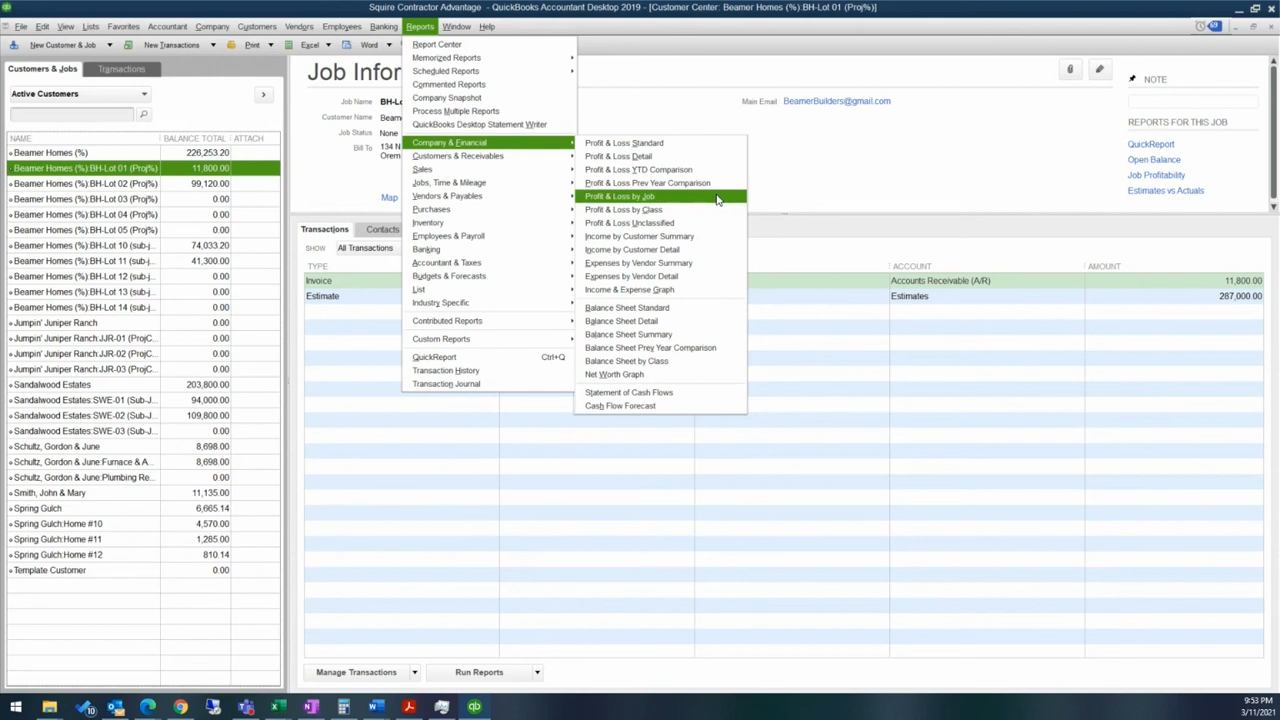 Squire Contractor Advantage - QuickBooks Accountant Desktop 2019 - [Customer Center: Beamer Homes (%):BH-Lot 01 (Proj%)]
File Edit View Lists Favorites Accountant Company Customers Vendors Employees Banking Reports Window Help
New Customer & Job New Transactions Print Excel Word
Customers & Jobs Transactions
Active Customers
NAME BALANCE TOTAL ATTACH
Beamer Homes (%) 226,253.20
Beamer Homes (%):BH-Lot 01 (Proj%) 11,800.00
Beamer Homes (%):BH-Lot 02 (Proj%) 99,120.00
Beamer Homes (%):BH-Lot 03 (Proj%) 0.00
Beamer Homes (%):BH-Lot 04 (Proj%) 0.00
Beamer Homes (%):BH-Lot 05 (Proj%) 0.00
Beamer Homes (%):BH-Lot 10 (sub-j... 74,033.20
Beamer Homes (%):BH-Lot 11 (sub-j... 41,300.00
Beamer Homes (%):BH-Lot 12 (sub-j... 0.00
Beamer Homes (%):BH-Lot 13 (sub-j... 0.00
Beamer Homes (%):BH-Lot 14 (sub-j... 0.00
Jumpin' Juniper Ranch 0.00
Jumpin' Juniper Ranch:JJR-01 (Proj%) 0.00
Jumpin' Juniper Ranch:JJR-02 (Proj%) 0.00
Jumpin' Juniper Ranch:JJR-03 (Proj%) 0.00
Sandalwood Estates 203,800.00
Sandalwood Estates:SWE-01 (Sub-J... 94,000.00
Sandalwood Estates:SWE-02 (Sub-J... 109,800.00
Sandalwood Estates:SWE-03 (Sub-J... 0.00
Schultz, Gordon & June 8,698.00
Schultz, Gordon & June:Furnace & A... 8,698.00
Schultz, Gordon & June:Plumbing Re... 0.00
Smith, John & Mary 11,135.00
Spring Gulch 6,665.14
Spring Gulch:Home #10 4,570.00
Spring Gulch:Home #11 1,285.00
Spring Gulch:Home #12 810.14
Template Customer 0.00
Job Infor
Job Name BH-Lo
Customer Name Beame
Job Status None
Bill To 134 N
Orem
Map
Main Email BeamerBuilders@gmail.com
NOTE
REPORTS FOR THIS JOB
QuickReport
Open Balance
Job Profitability
Estimates vs Actuals
Report Center
Memorized Reports
Scheduled Reports
Commented Reports
Company Snapshot
Process Multiple Reports
QuickBooks Desktop Statement Writer
Company & Financial
Customers & Receivables
Sales
Jobs, Time & Mileage
Vendors & Payables
Purchases
Inventory
Employees & Payroll
Banking
Accountant & Taxes
Budgets & Forecasts
List
Industry Specific
Contributed Reports
Custom Reports
QuickReport Ctrl+Q
Transaction History
Transaction Journal
Profit & Loss Standard
Profit & Loss Detail
Profit & Loss YTD Comparison
Profit & Loss Prev Year Comparison
Profit & Loss by Job
Profit & Loss by Class
Profit & Loss Unclassified
Income by Customer Summary
Income by Customer Detail
Expenses by Vendor Summary
Expenses by Vendor Detail
Income & Expense Graph
Balance Sheet Standard
Balance Sheet Detail
Balance Sheet Summary
Balance Sheet Prev Year Comparison
Balance Sheet by Class
Net Worth Graph
Statement of Cash Flows
Cash Flow Forecast
Transactions Contacts
SHOW All Transactions
TYPE ACCOUNT AMOUNT
Invoice Accounts Receivable (A/R) 11,800.00
Estimate Estimates 287,000.00
Manage Transactions Run Reports
9:53 PM
3/11/2021